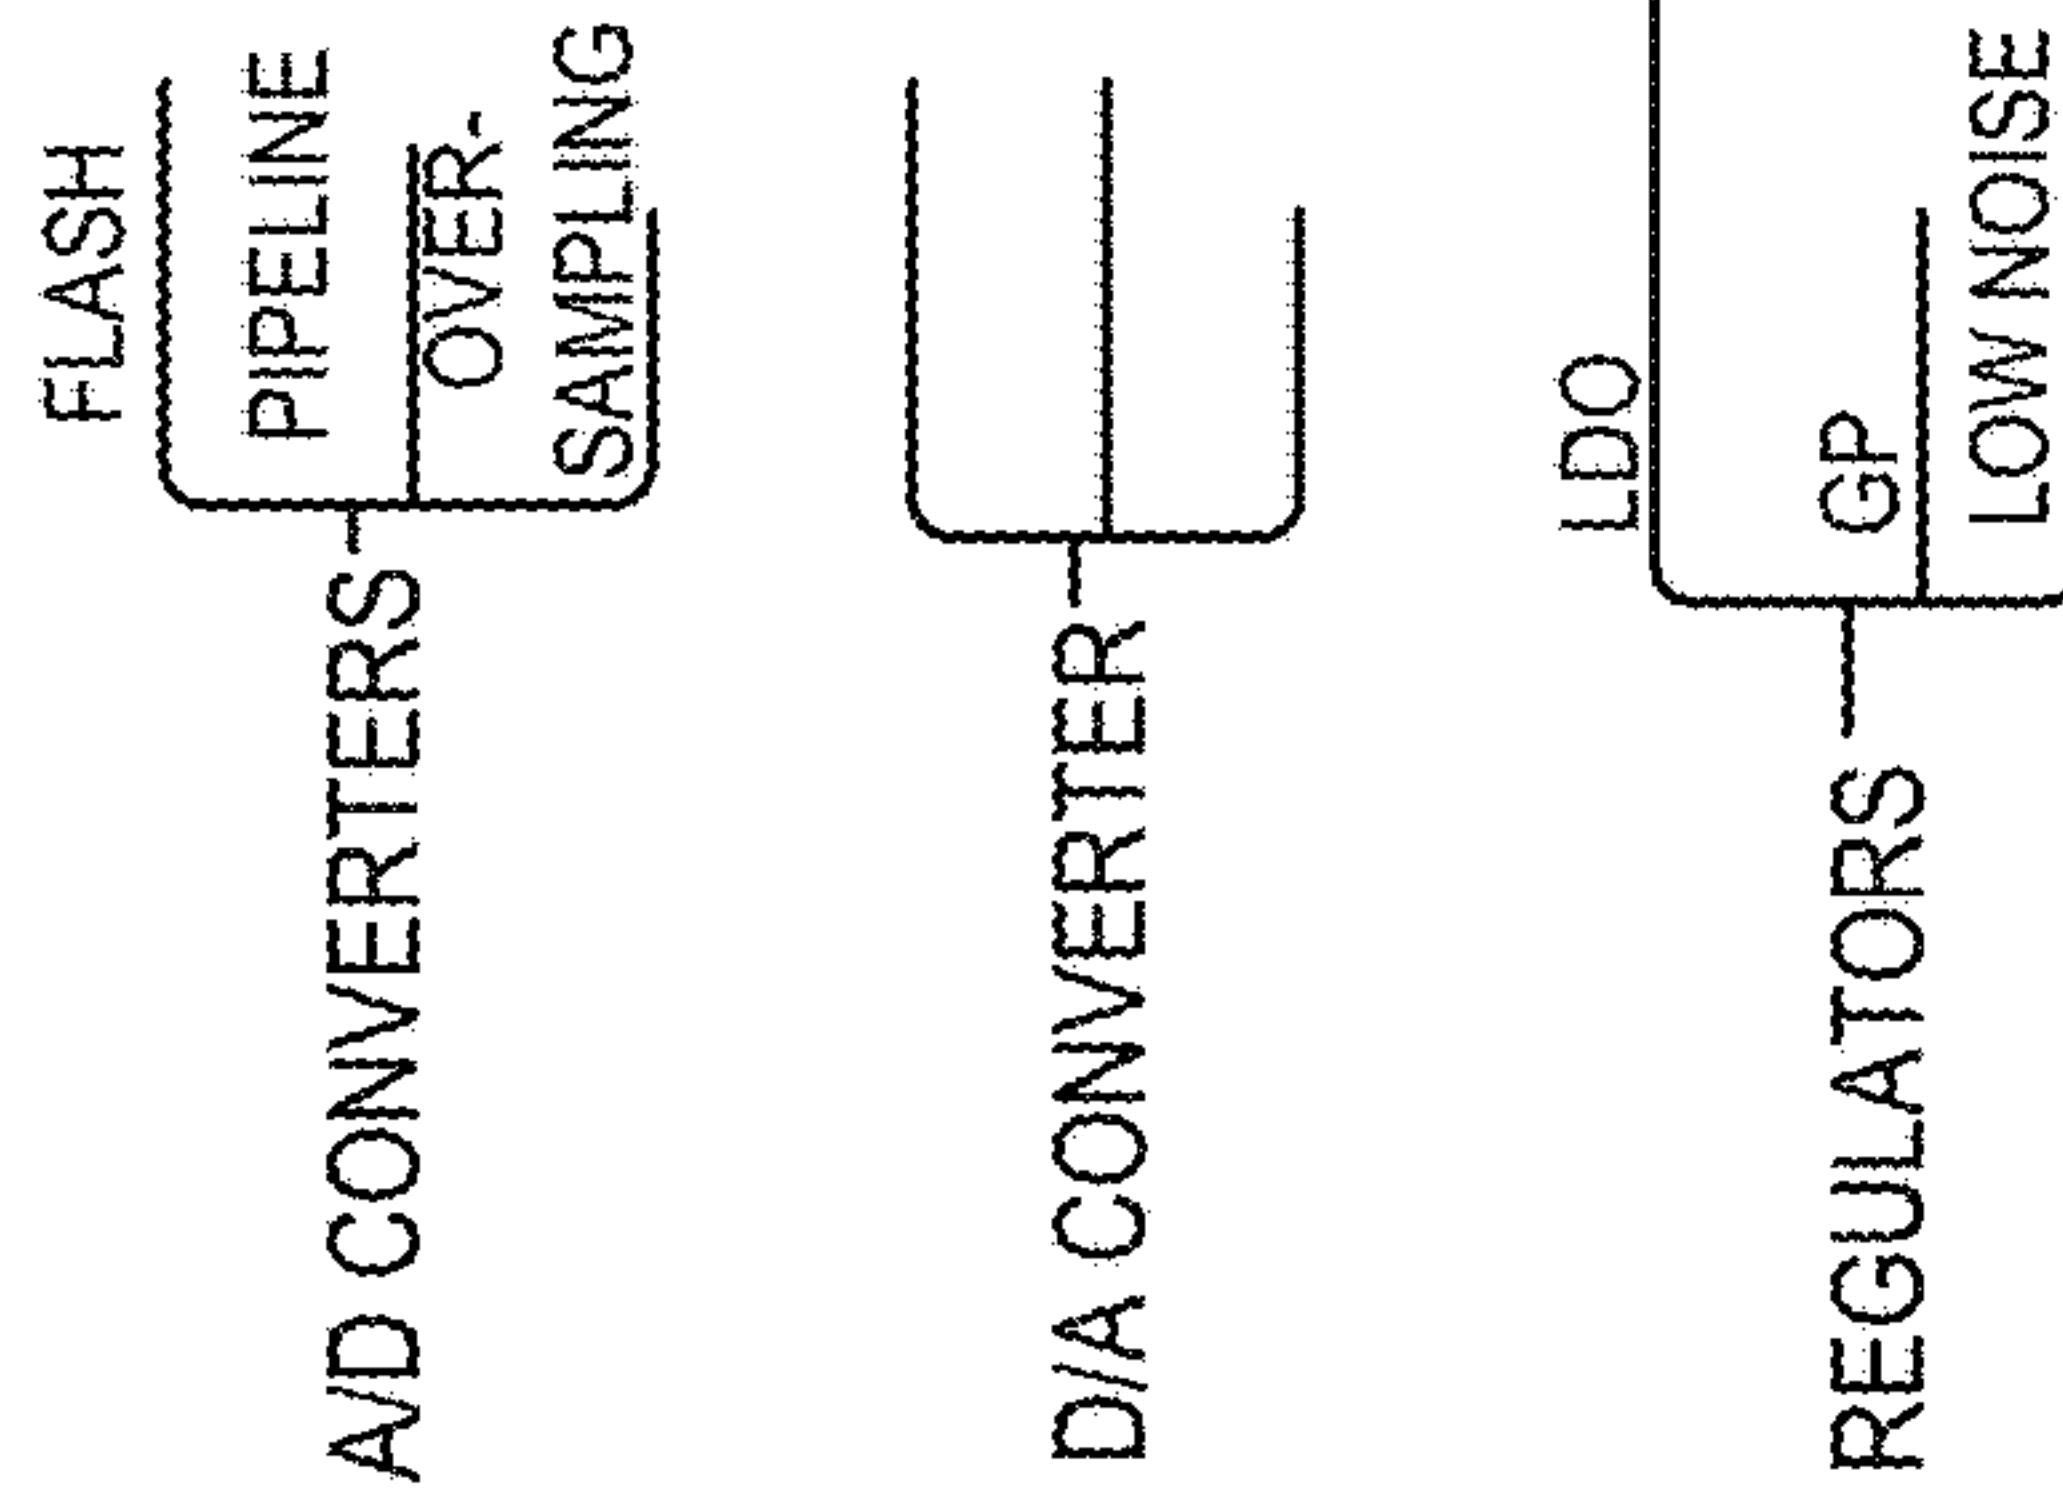 FLASH
A/D CONVERTERS
PIPELINE
OVER-
SAMPLING
D/A CONVERTER
LDO
REGULATORS
GP
LOW NOISE